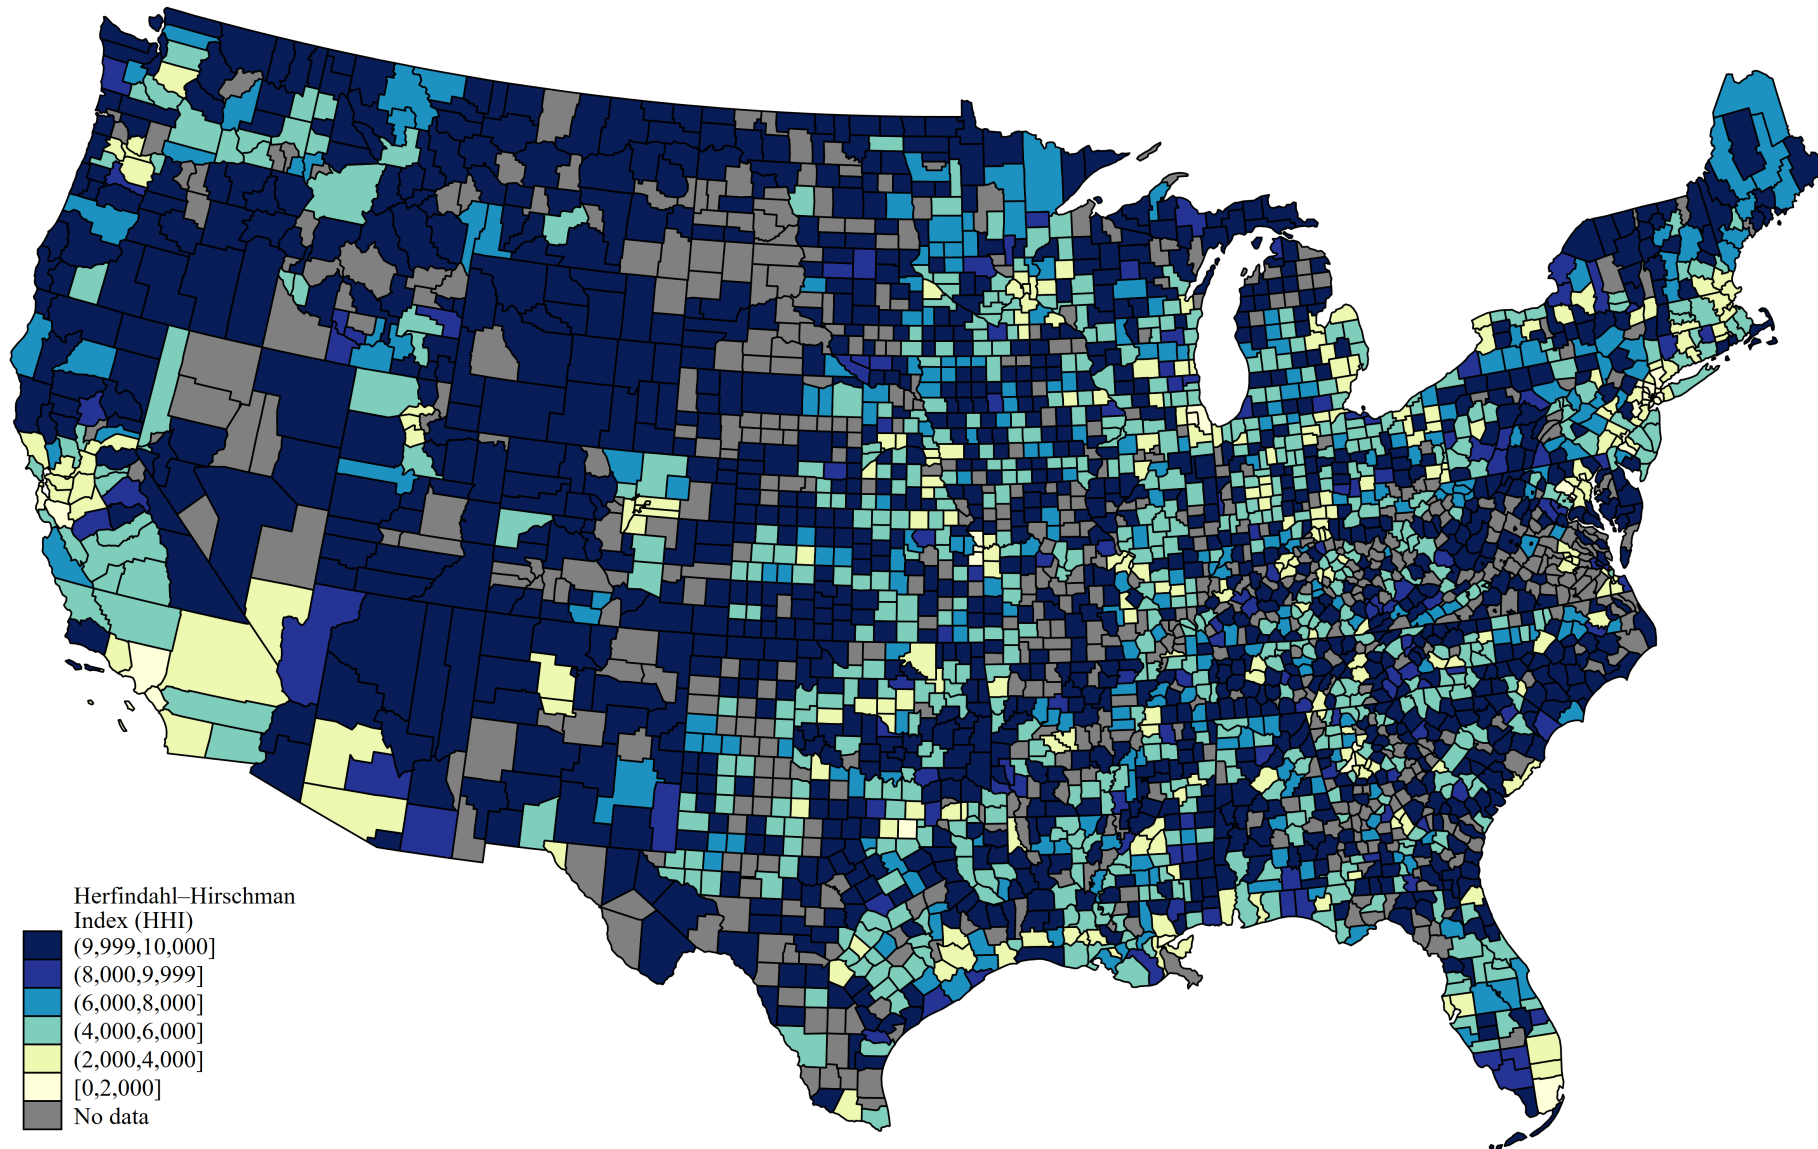 Herfindahl–Hirschman
Index (HHI)
(9,999,10,000]
(8,000,9,999]
(6,000,8,000]
(4,000,6,000]
(2,000,4,000]
[0,2,000]
No data